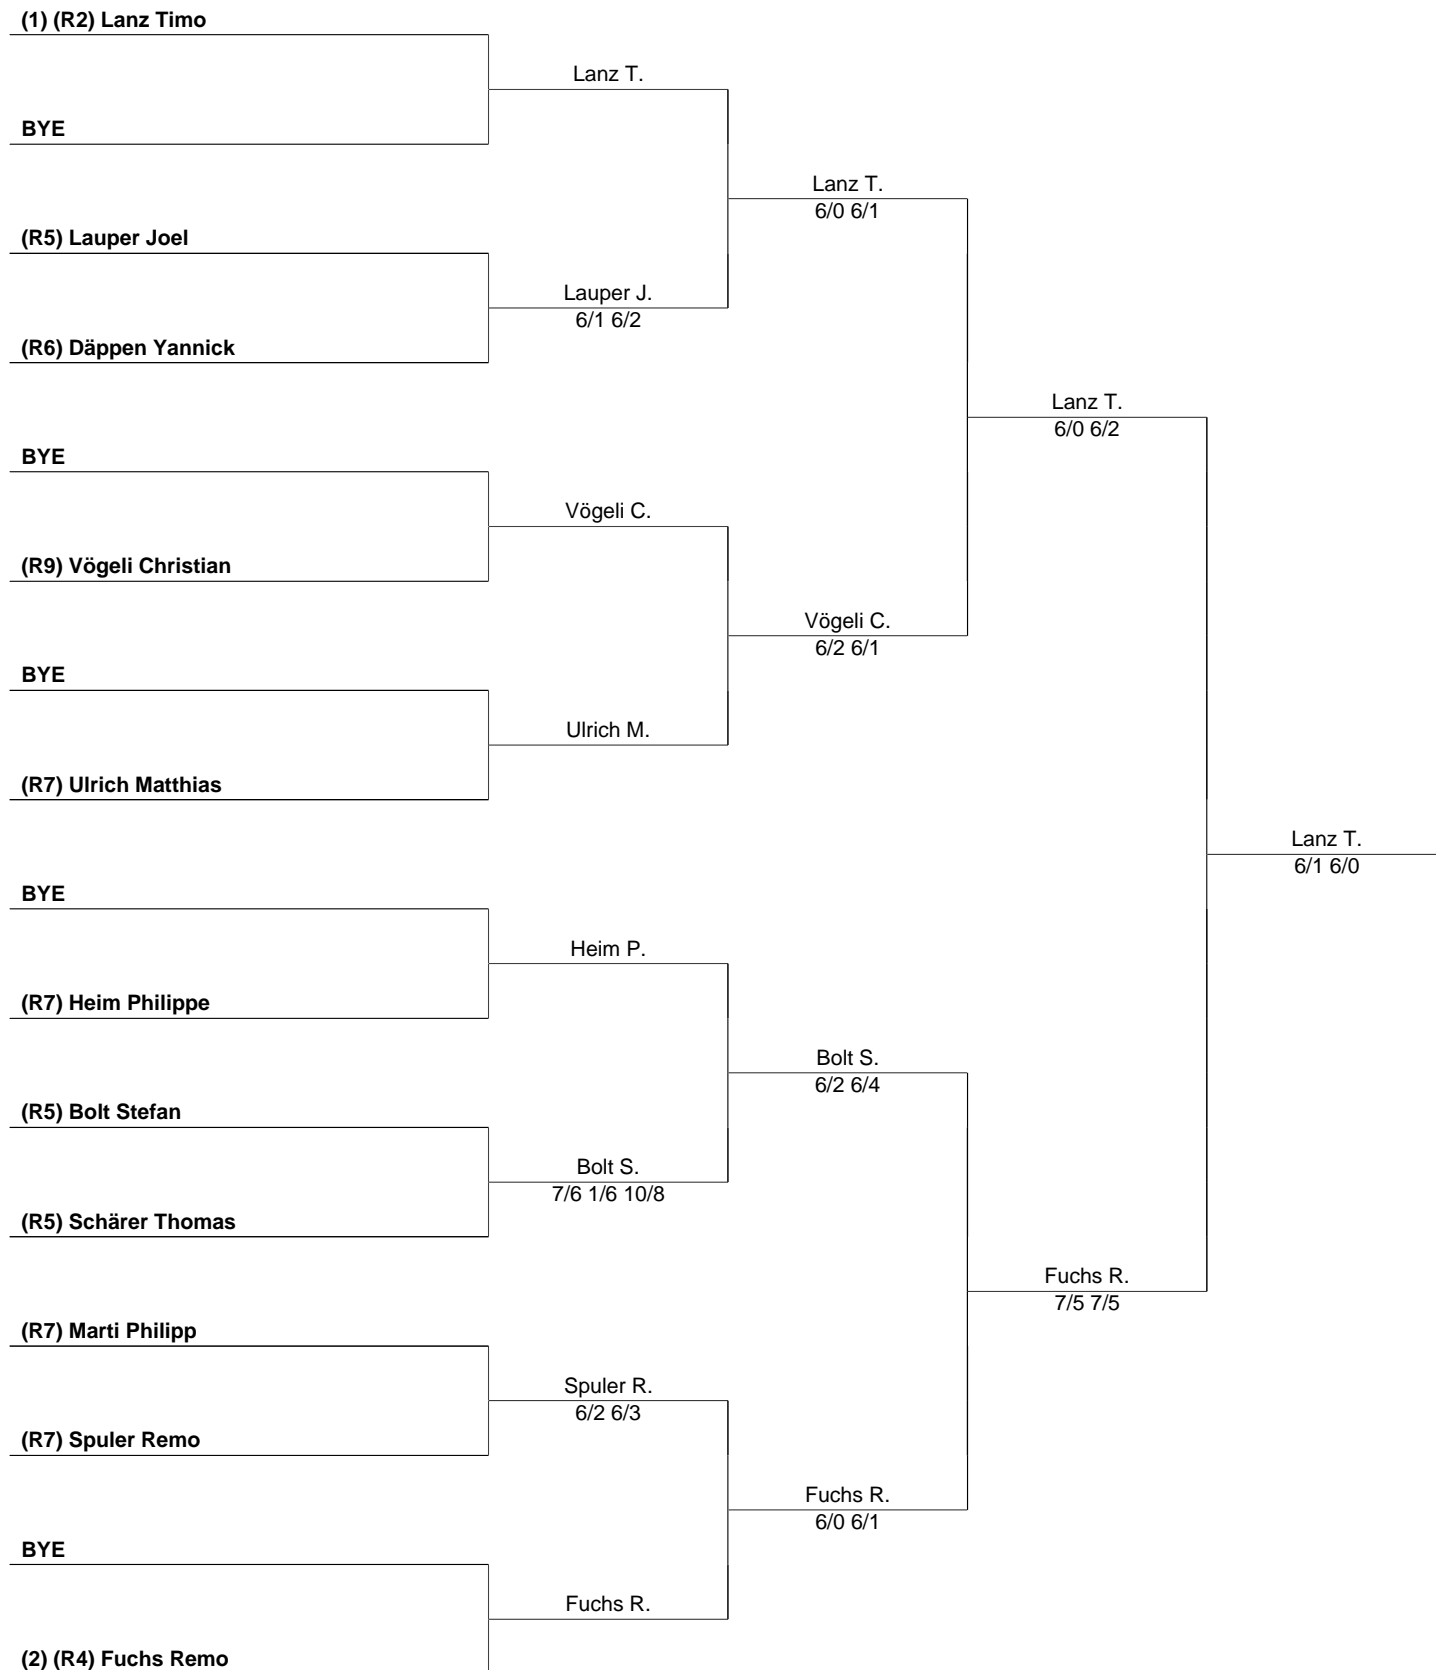 (1) (R2) Lanz Timo
Lanz T.
BYE
Lanz T.
6/0 6/1
(R5) Lauper Joel
Lauper J.
6/1 6/2
(R6) Däppen Yannick
Lanz T.
6/0 6/2
BYE
Vögeli C.
(R9) Vögeli Christian
Vögeli C.
6/2 6/1
BYE
Ulrich M.
(R7) Ulrich Matthias
Lanz T.
6/1 6/0
BYE
Heim P.
(R7) Heim Philippe
Bolt S.
6/2 6/4
(R5) Bolt Stefan
Bolt S.
7/6 1/6 10/8
(R5) Schärer Thomas
Fuchs R.
7/5 7/5
(R7) Marti Philipp
Spuler R.
6/2 6/3
(R7) Spuler Remo
Fuchs R.
6/0 6/1
BYE
Fuchs R.
(2) (R4) Fuchs Remo